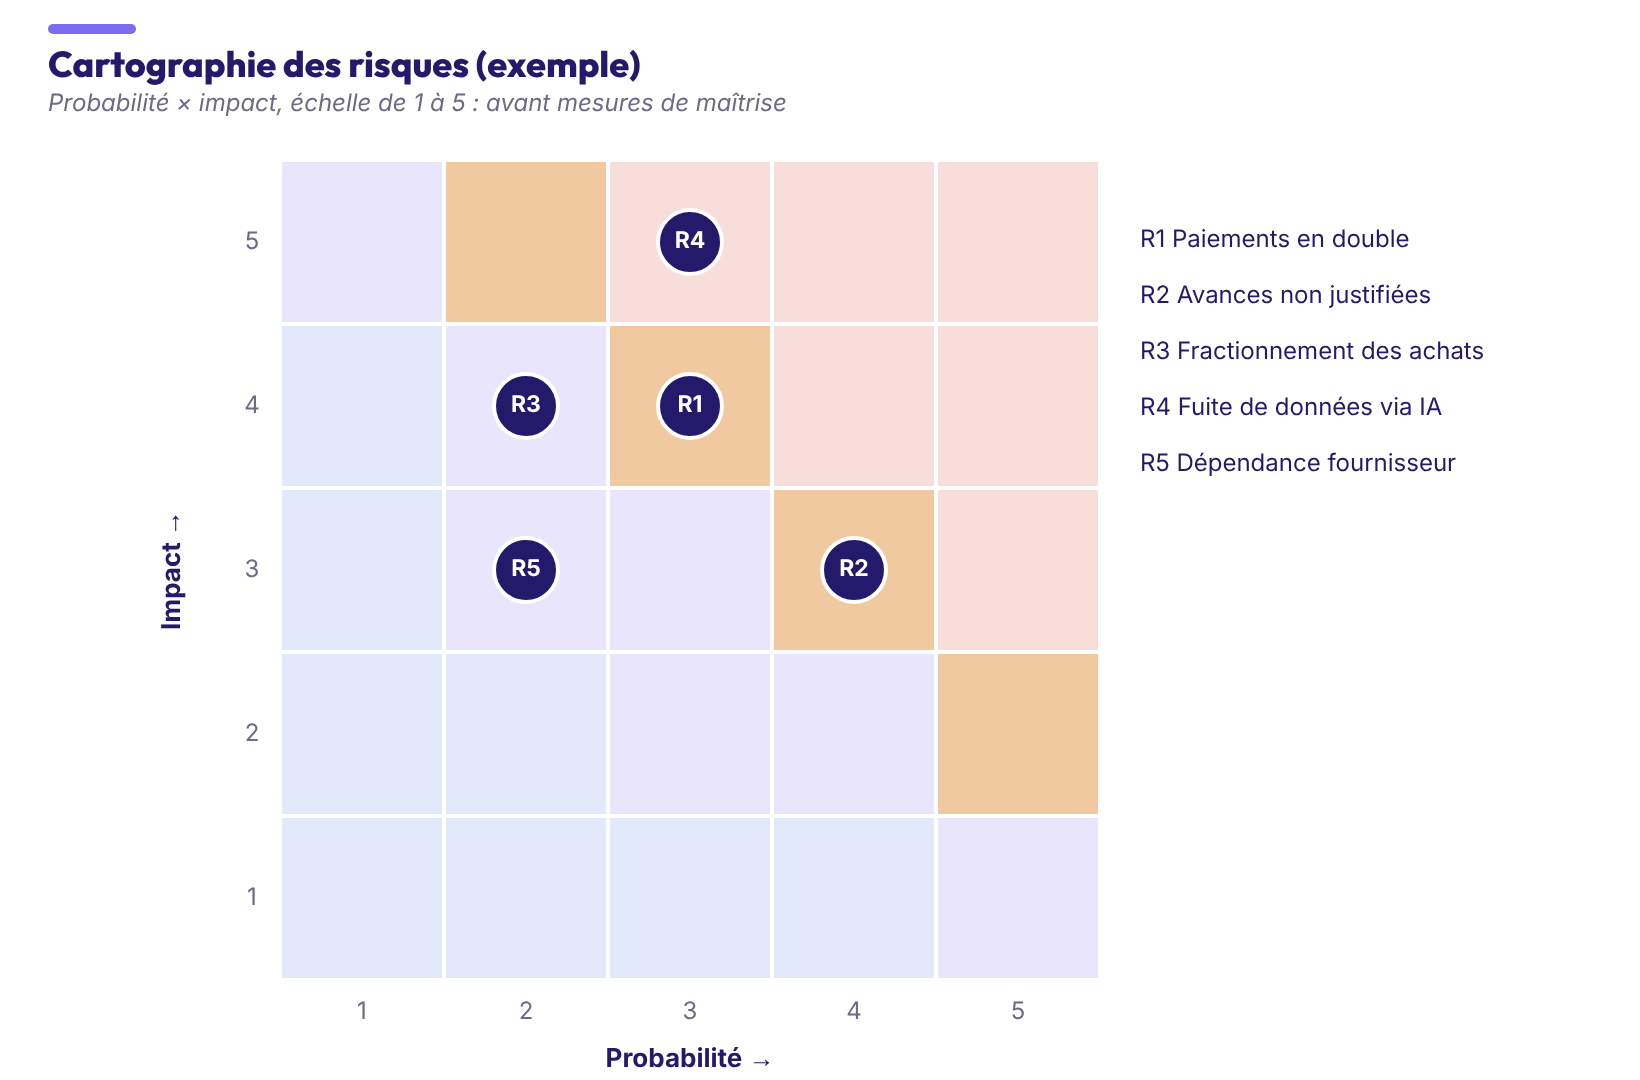 Cartographie des risques (exemple)
Probabilité × impact, échelle de 1 à 5 : avant mesures de maîtrise
5
R4
4
R3
R1
3
R5
R2
2
1
Impact →
1
2
3
4
5
Probabilité →
R1 Paiements en double
R2 Avances non justifiées
R3 Fractionnement des achats
R4 Fuite de données via IA
R5 Dépendance fournisseur